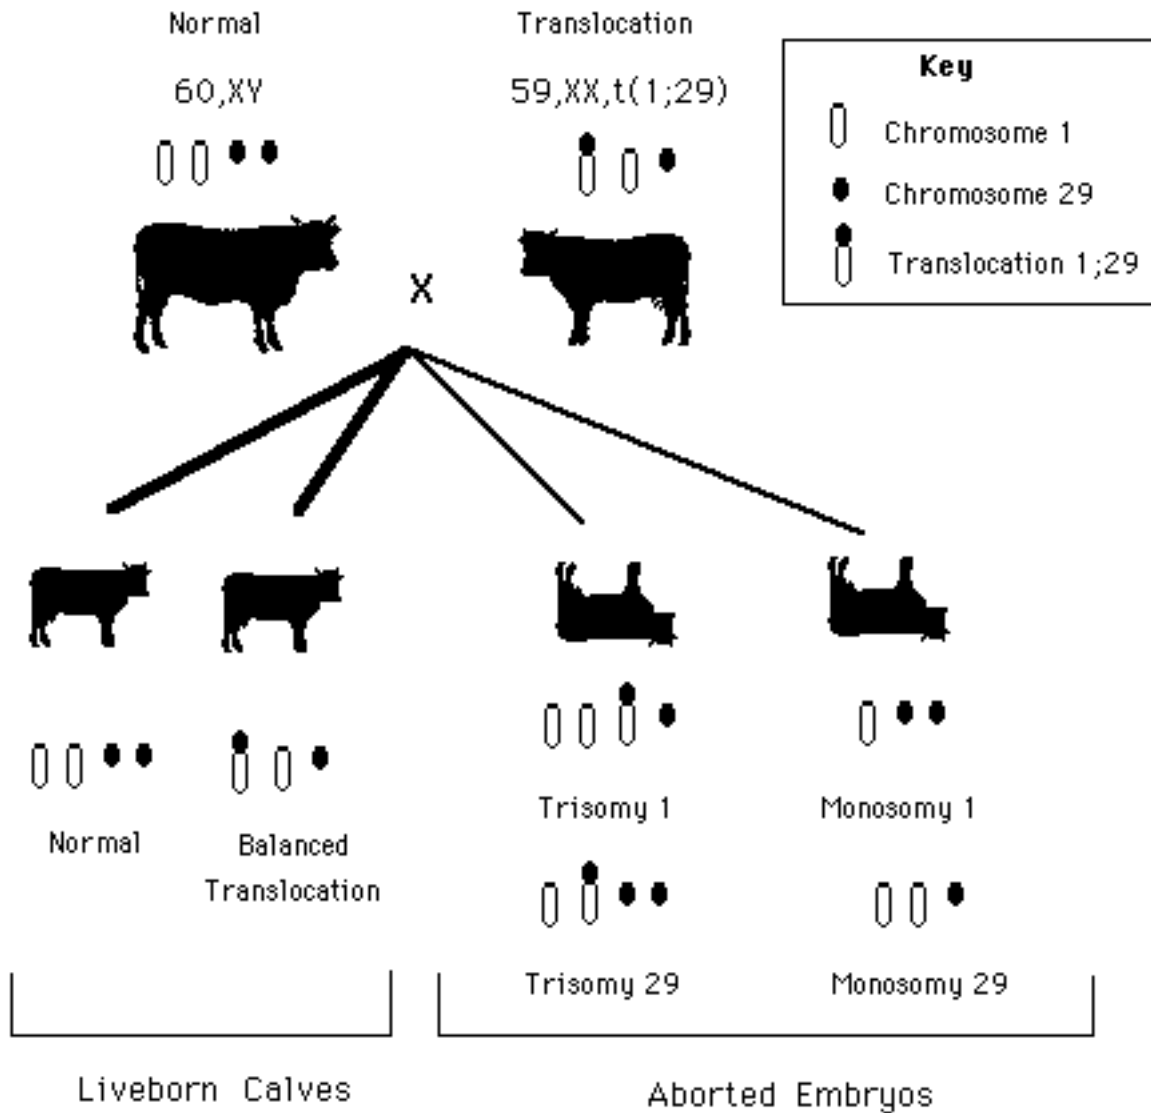 Normal
Translocation
60,XY
59,XX,t(1;29)
Key
Chromosome 1
Chromosome 29
Translocation 1;29
X
Normal
Balanced
Translocation
Trisomy 1
Monosomy 1
Trisomy 29
Monosomy 29
Liveborn Calves
Aborted Embryos